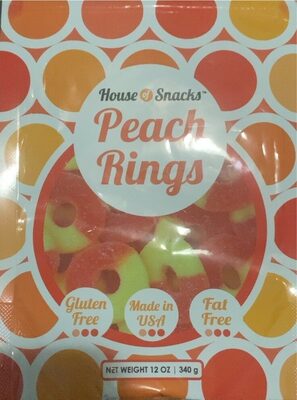 House of Snacks™
Peach
Rings
Gluten
Free
Made in
USA
Fat
Free
NET WEIGHT 12 OZ | 340 g